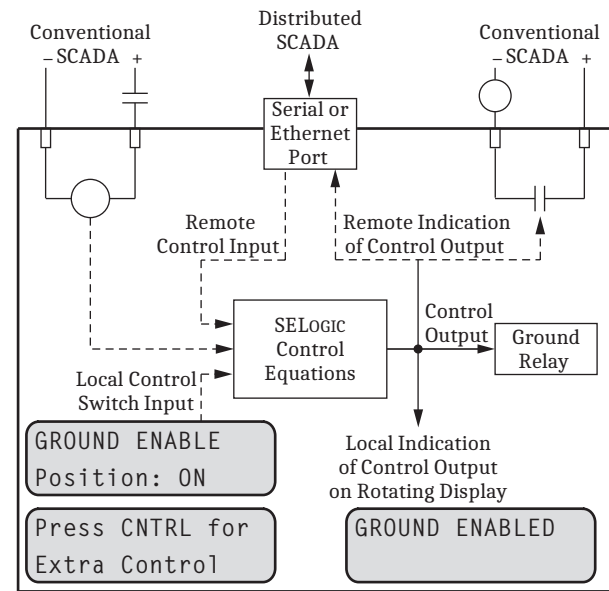 Distributed
SCADA
Conventional
– SCADA +
Conventional
– SCADA +
Serial or
Ethernet
Port
Remote
Control Input
Remote Indication
of Control Output
SELOGIC
Control
Equations
Control
Output
Ground
Relay
Local Control
Switch Input
GROUND ENABLE
Position: ON
Local Indication
of Control Output
on Rotating Display
Press CNTRL for
Extra Control
GROUND ENABLED